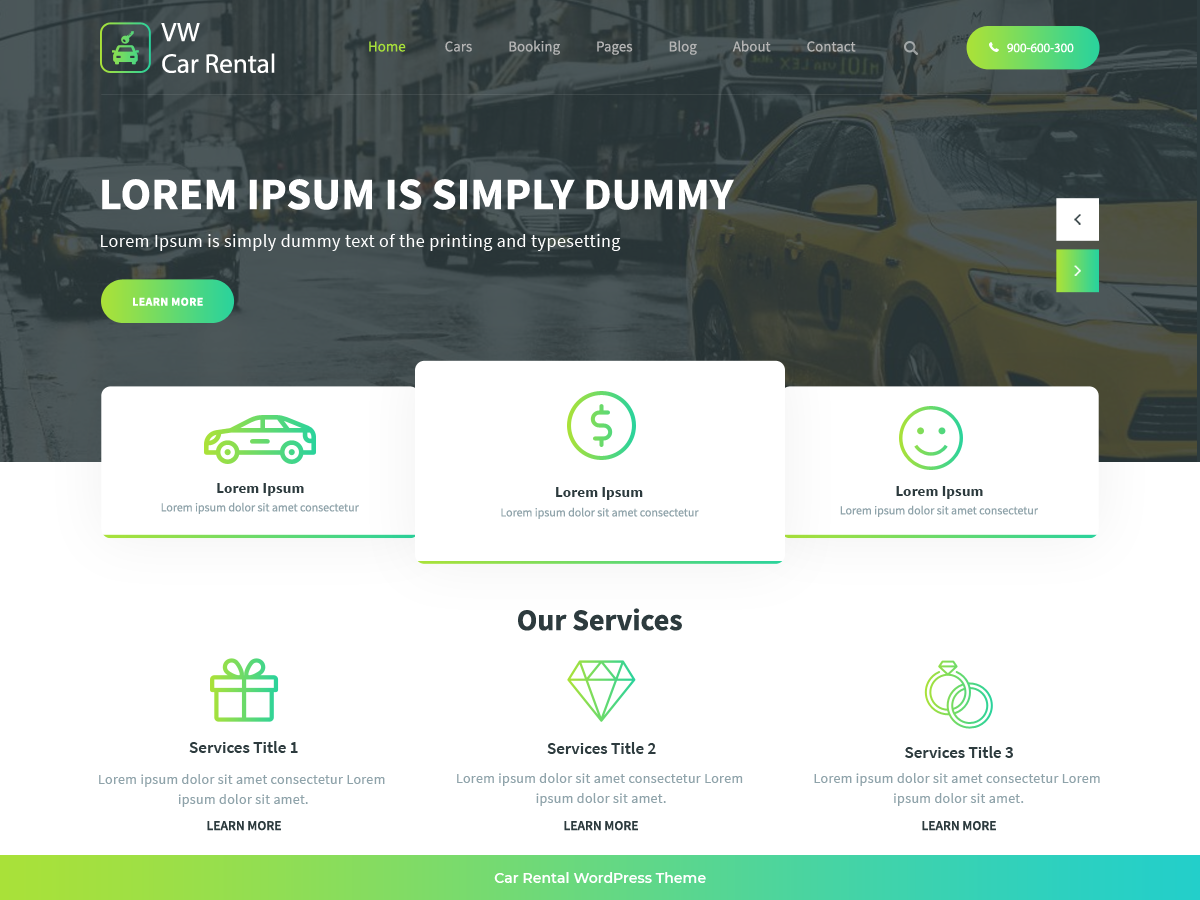 VW
Car Rental
Home Cars Booking Pages Blog About Contact
900-600-300
LOREM IPSUM IS SIMPLY DUMMY
Lorem Ipsum is simply dummy text of the printing and typesetting
LEARN MORE
$
Lorem Ipsum
Lorem ipsum dolor sit amet consectetur
Lorem Ipsum
Lorem ipsum dolor sit amet consectetur
Lorem Ipsum
Lorem ipsum dolor sit amet consectetur
Our Services
Services Title 1
Lorem ipsum dolor sit amet consectetur Lorem
ipsum dolor sit amet.
LEARN MORE
Services Title 2
Lorem ipsum dolor sit amet consectetur Lorem
ipsum dolor sit amet.
LEARN MORE
Services Title 3
Lorem ipsum dolor sit amet consectetur Lorem
ipsum dolor sit amet.
LEARN MORE
Car Rental WordPress Theme